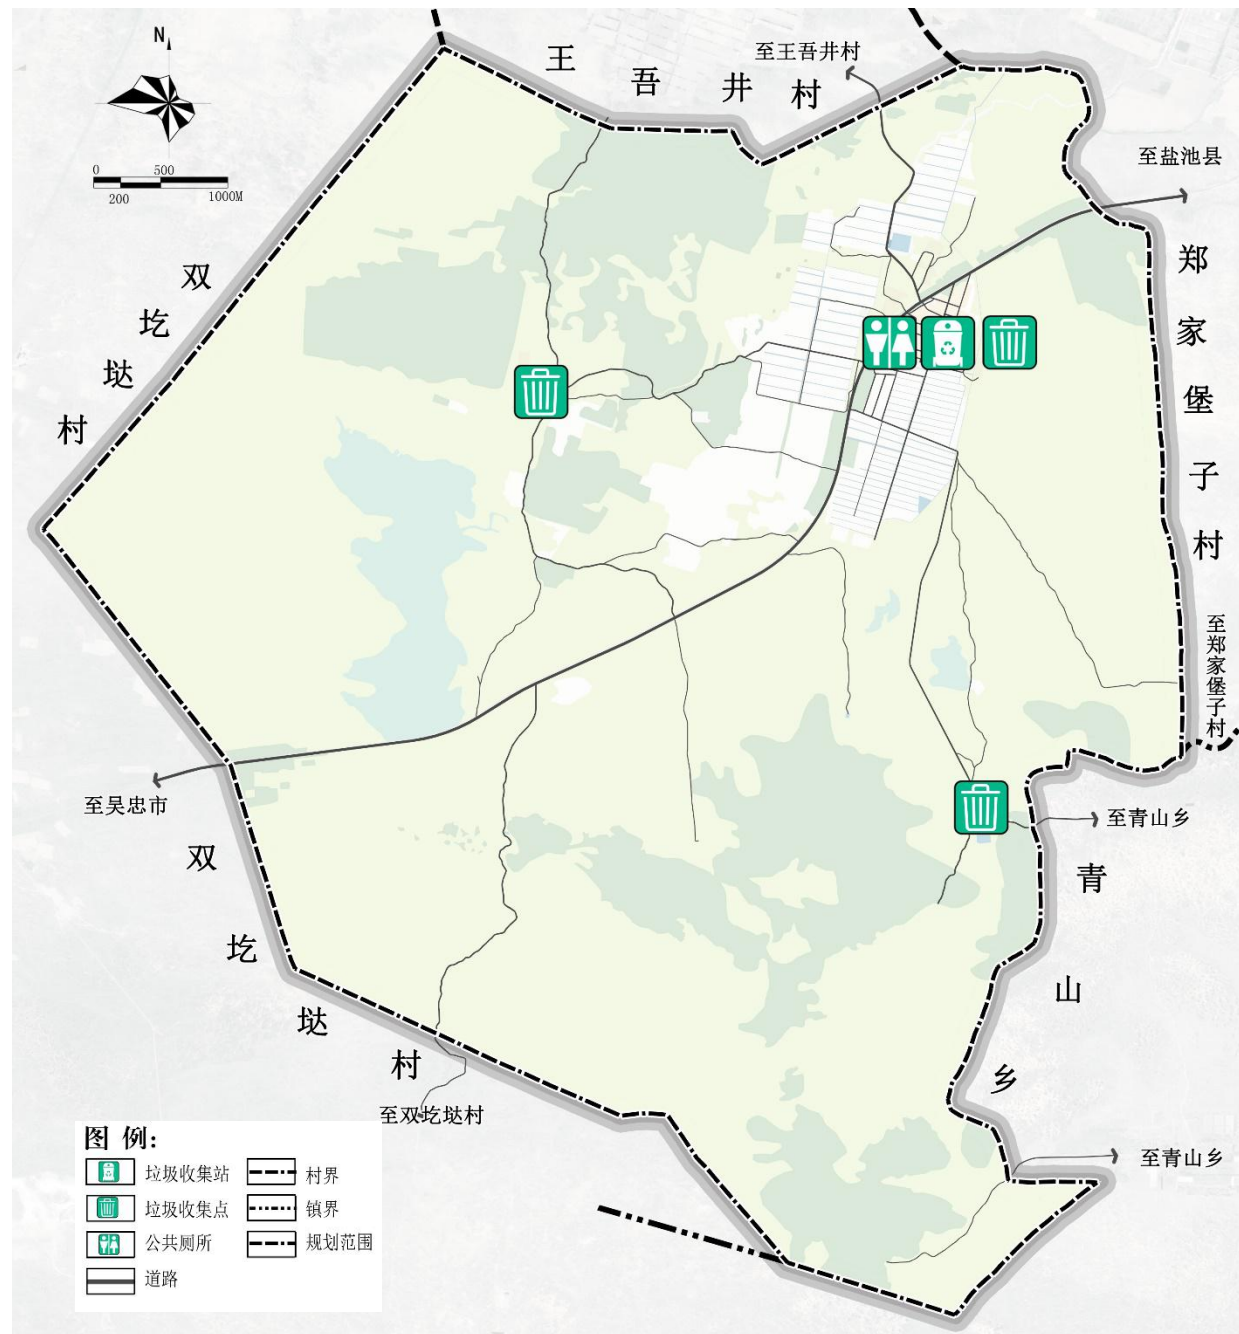 N
0 500
200 1000M
王吾井村
至王吾井村
至盐池县
双圪垯村
郑家堡子村
至郑家堡子村
至吴忠市
至青山乡
双圪垯村
青山乡
至双圪垯村
至青山乡
图 例:
垃圾收集站
村界
垃圾收集点
镇界
公共厕所
规划范围
道路